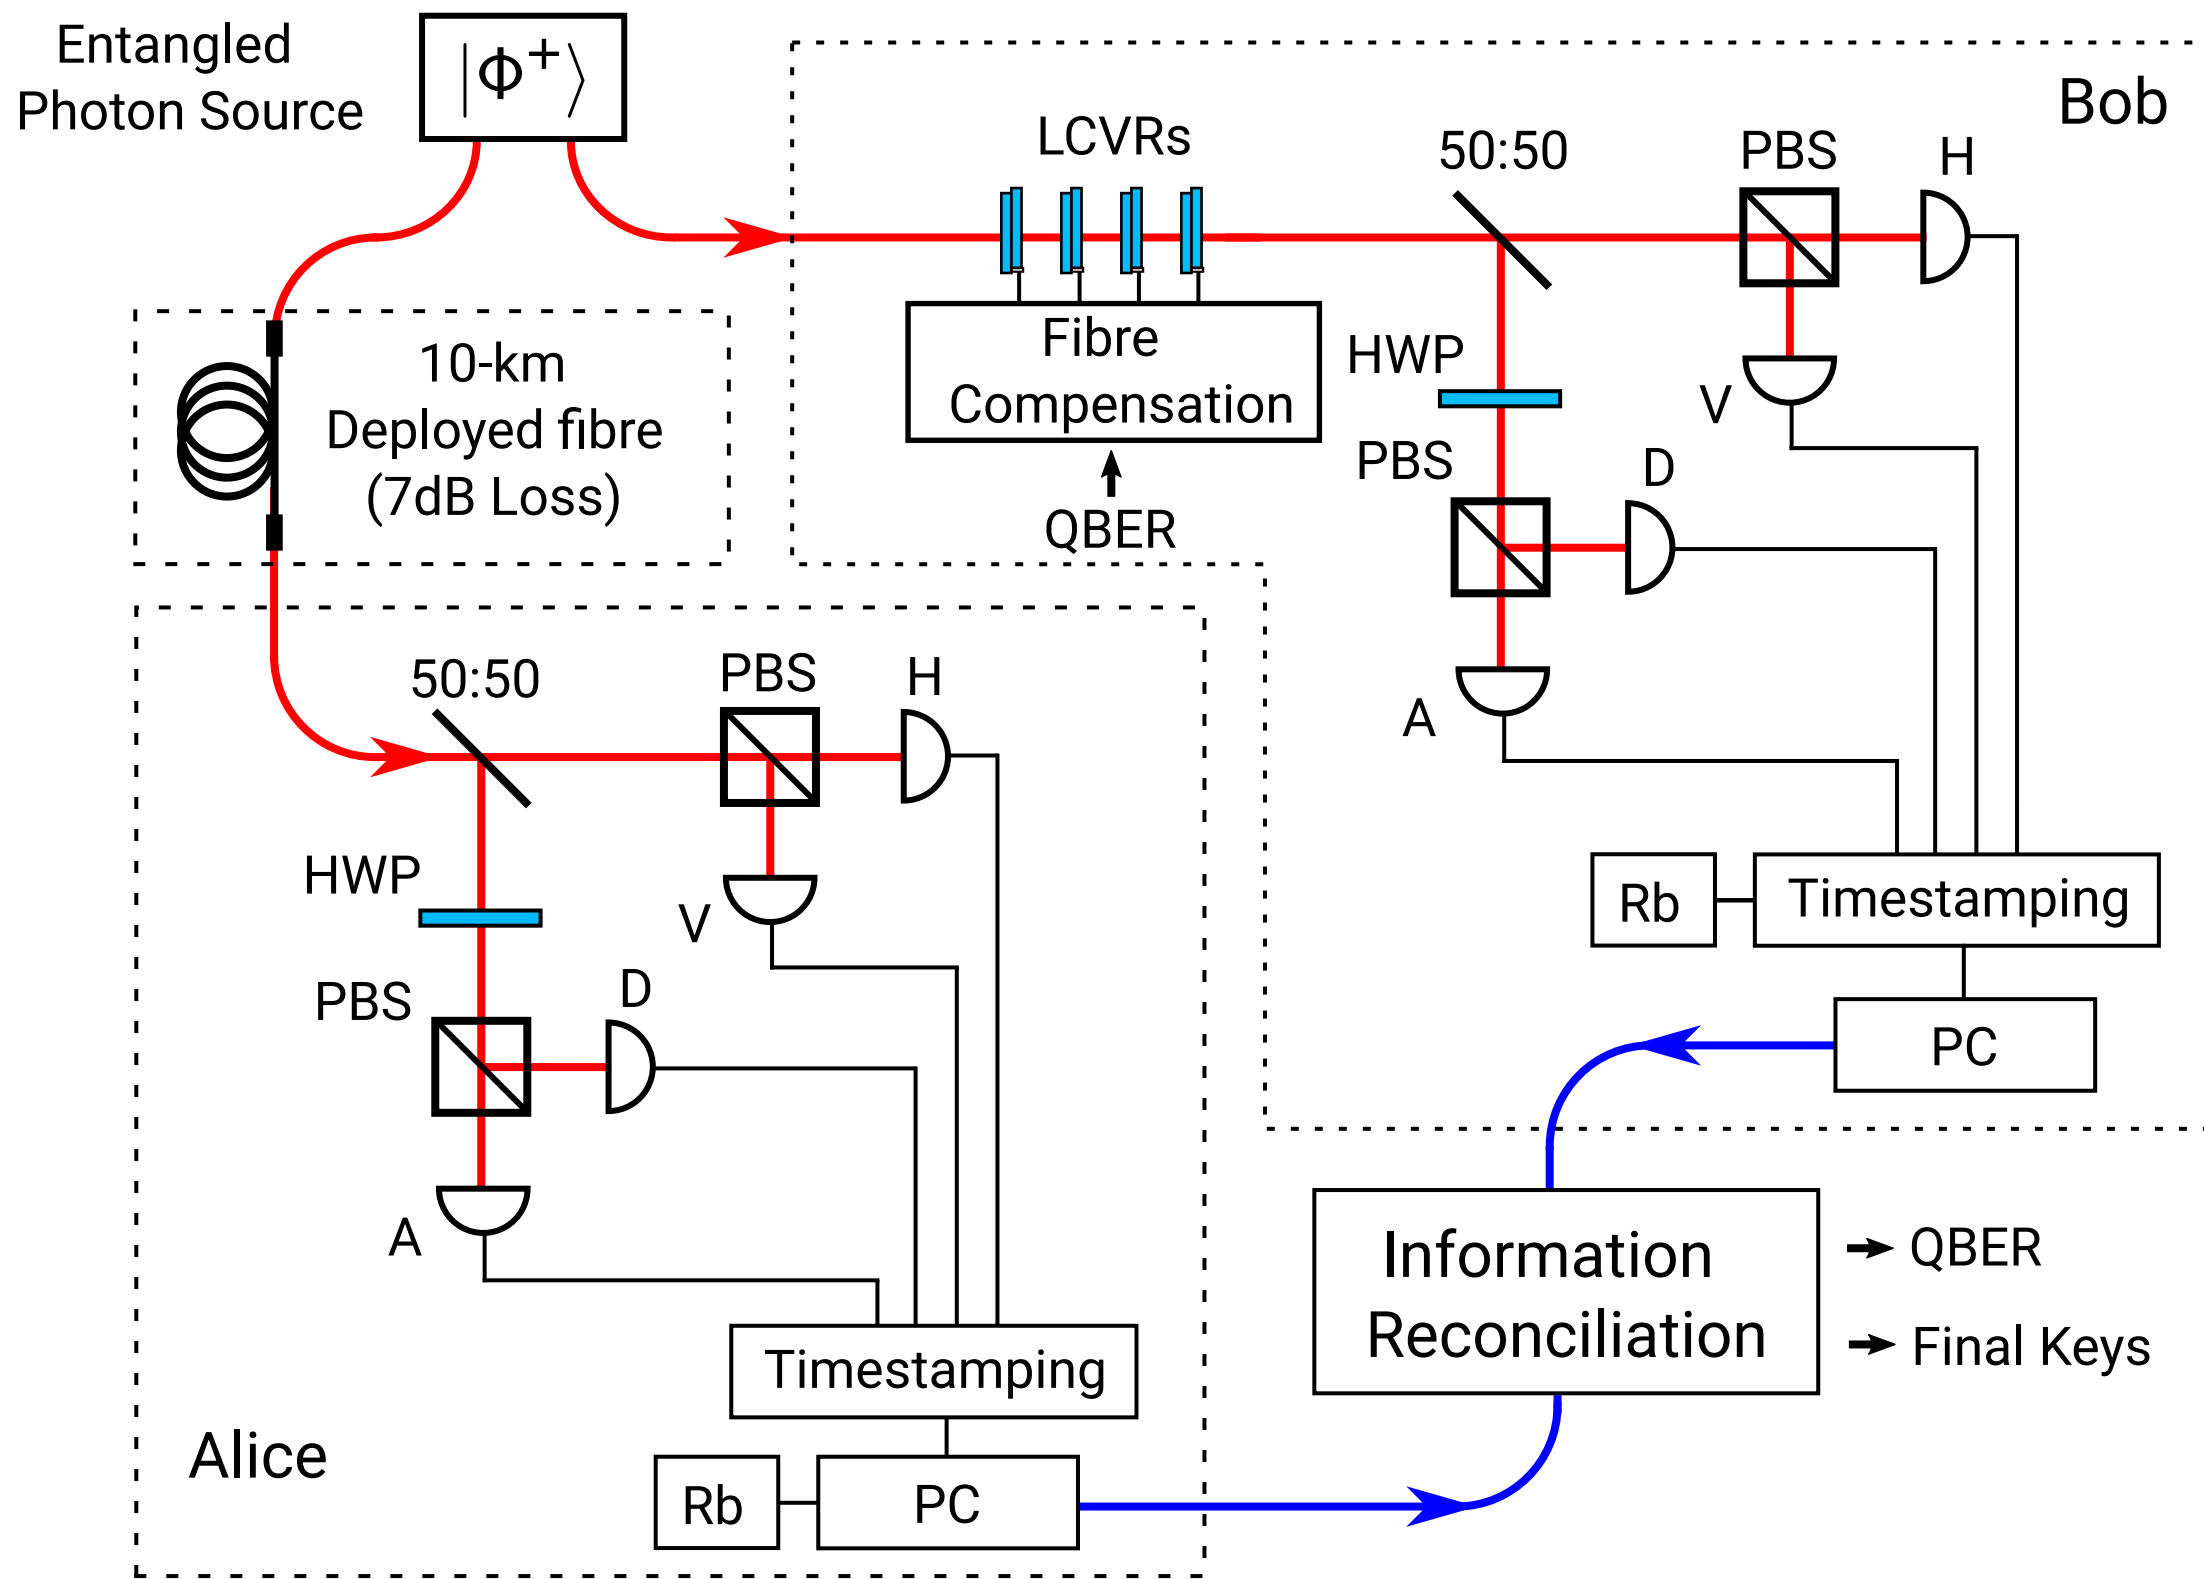 Entangled
Photon Source
|Φ⁺⟩
Bob
LCVRs
50:50
PBS
H
Fibre
Compensation
QBER
HWP
V
PBS
D
A
10-km
Deployed fibre
(7dB Loss)
Rb
Timestamping
PC
50:50
PBS
H
HWP
V
PBS
D
A
Timestamping
Alice
Rb
PC
Information
Reconciliation
QBER
Final Keys